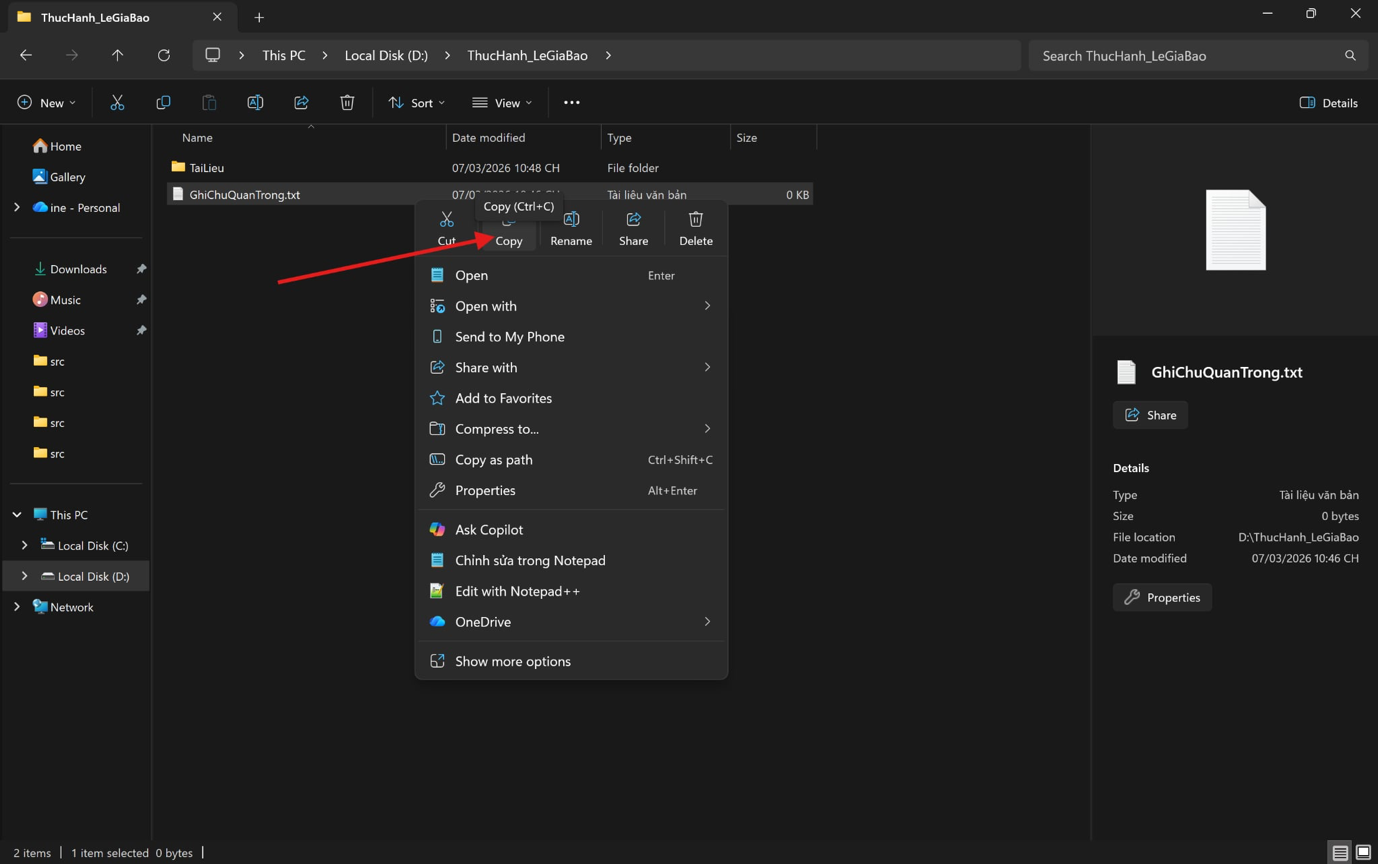 ThucHanh_LeGiaBao
This PC
Local Disk (D:)
ThucHanh_LeGiaBao
Search ThucHanh_LeGiaBao
New
Sort
View
Details
Name
Date modified
Type
Size
TaiLieu
07/03/2026 10:48 CH
File folder
GhiChuQuanTrong.txt
Tài liệu văn bản
0 KB
Copy (Ctrl+C)
Cut
Copy
Rename
Share
Delete
Open
Enter
Open with
Send to My Phone
Share with
Add to Favorites
Compress to...
Copy as path
Ctrl+Shift+C
Properties
Alt+Enter
Ask Copilot
Chỉnh sửa trong Notepad
Edit with Notepad++
OneDrive
Show more options
Home
Gallery
ine - Personal
Downloads
Music
Videos
src
src
src
src
This PC
Local Disk (C:)
Local Disk (D:)
Network
GhiChuQuanTrong.txt
Share
Details
Type
Tài liệu văn bản
Size
0 bytes
File location
D:\ThucHanh_LeGiaBao
Date modified
07/03/2026 10:46 CH
Properties
2 items
1 item selected 0 bytes